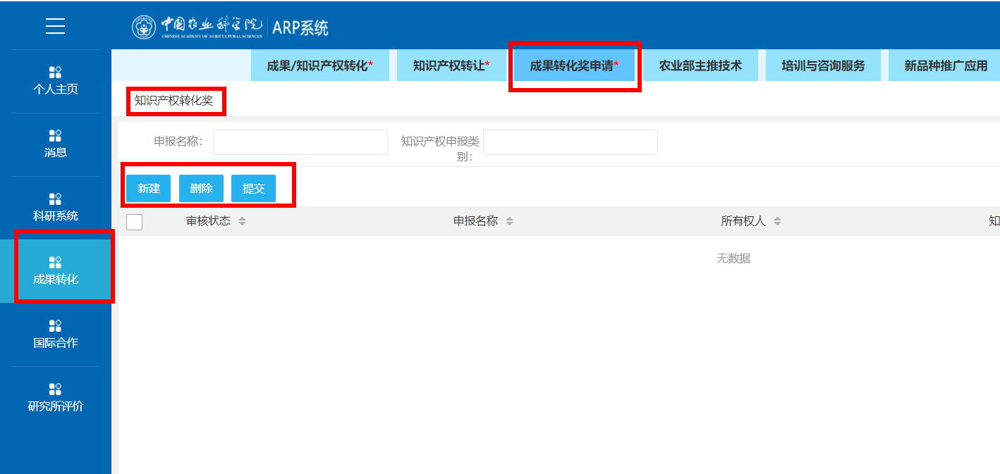 中国农业科学院
CHINESE ACADEMY OF AGRICULTURAL SCIENCES
ARP系统
成果/知识产权转化*
知识产权转让*
成果转化奖申请*
农业部主推技术
培训与咨询服务
新品种推广应用
个人主页
消息
科研系统
成果转化
国际合作
研究所评价
知识产权转化奖
申报名称：
知识产权申报类
别：
新建
删除
提交
审核状态
申报名称
所有权人
知
无数据